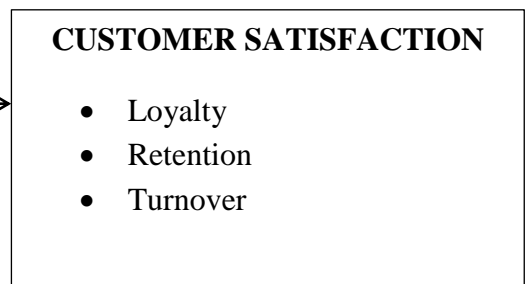 CUSTOMER SATISFACTION
• Loyalty
• Retention
• Turnover